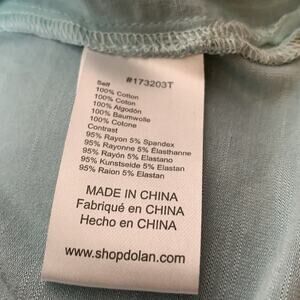 Self #173203T
100% Cotton
100% Coton
100% Algodón
100% Baumwolle
100% Cotone
Contrast
95% Rayon 5% Spandex
95% Rayonne 5% Élasthanne
95% Rayón 5% Elastano
95% Kunstseide 5% Elastan
95% Raion 5% Elastan
MADE IN CHINA
Fabriqué en CHINA
Hecho en CHINA
www.shopdolan.com